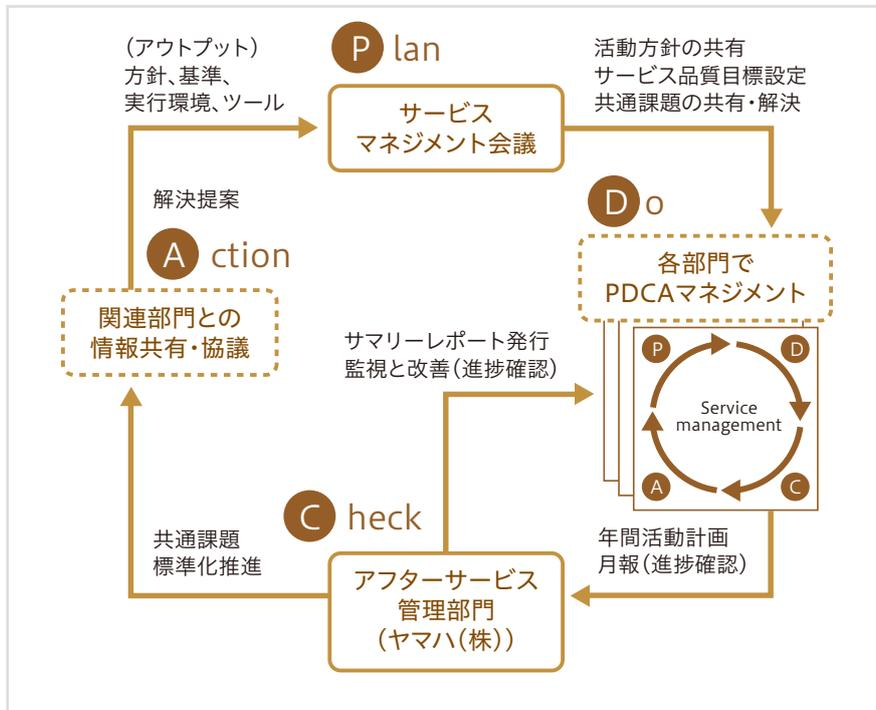 Plan
(アウトプット)
方針、基準、
実行環境、ツール
サービス
マネジメント会議
活動方針の共有
サービス品質目標設定
共通課題の共有・解決
解決提案
Do
各部門で
PDCAマネジメント
Action
関連部門との
情報共有・協議
サマリーレポート発行
監視と改善(進捗確認)
P
D
Service
management
A
C
Check
共通課題
標準化推進
年間活動計画
月報(進捗確認)
アフターサービス
管理部門
(ヤマハ(株))